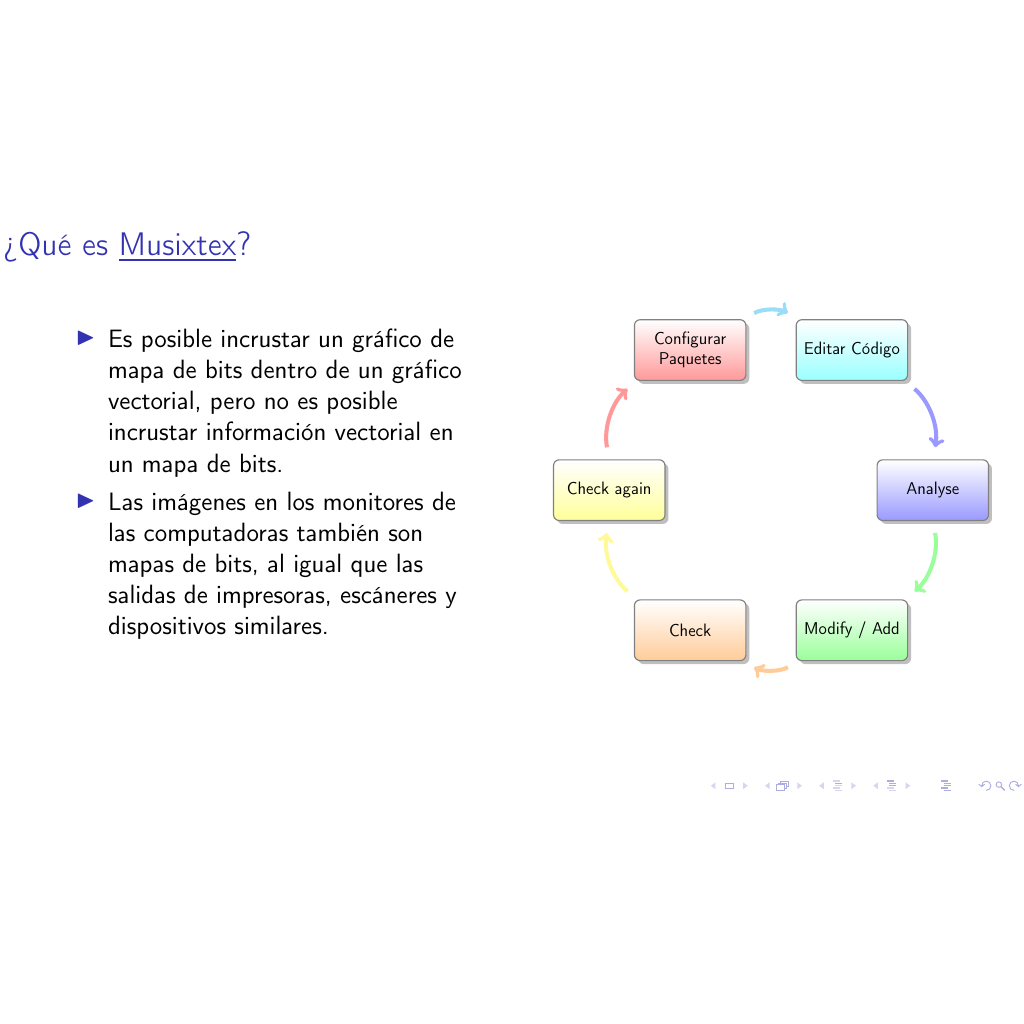 ¿Qué es Musixtex?
Es posible incrustar un gráfico de
mapa de bits dentro de un gráfico
vectorial, pero no es posible
incrustar información vectorial en
un mapa de bits.
Las imágenes en los monitores de
las computadoras también son
mapas de bits, al igual que las
salidas de impresoras, escáneres y
dispositivos similares.
Configurar
Paquetes
Editar Código
Analyse
Modify / Add
Check
Check again